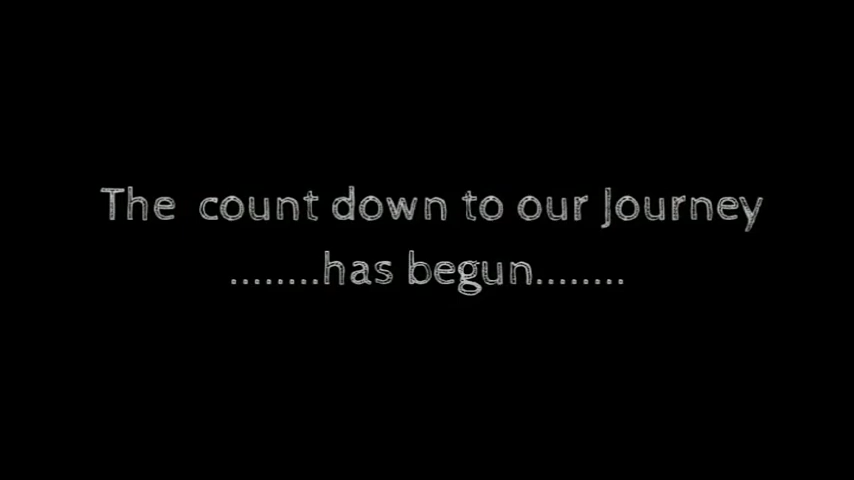 The count down to our Journey
........has begun........